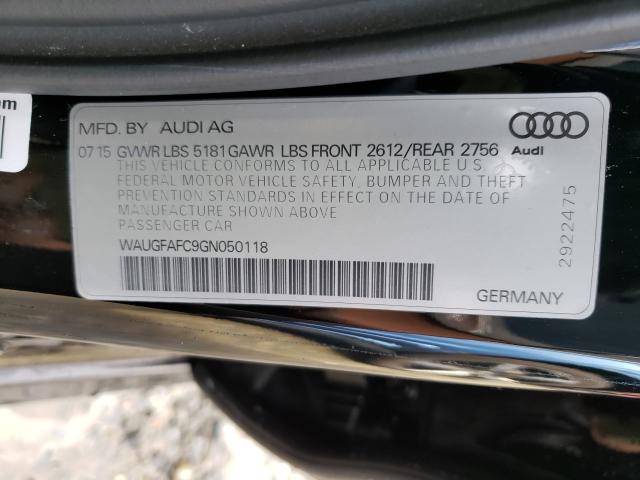 MFD. BY AUDI AG
07 15 GVWR LBS 5181 GAWR LBS FRONT 2612/REAR 2756
Audi
THIS VEHICLE CONFORMS TO ALL APPLICABLE
FEDERAL MOTOR VEHICLE SAFETY, BUMPER AND THEFT
PREVENTION STANDARDS IN EFFECT ON THE DATE OF
MANUFACTURE SHOWN ABOVE
PASSENGER CAR
WAUGFAFC9GN050118
GERMANY
2922475